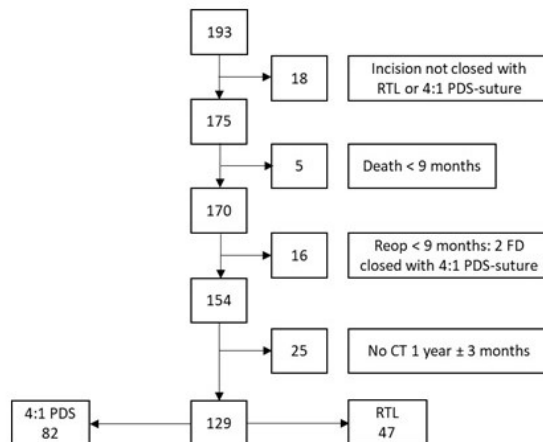 193
18
Incision not closed with
RTL or 4:1 PDS-suture
175
5
Death < 9 months
170
16
Reop < 9 months: 2 FD
closed with 4:1 PDS-suture
154
25
No CT 1 year ± 3 months
4:1 PDS
82
129
RTL
47